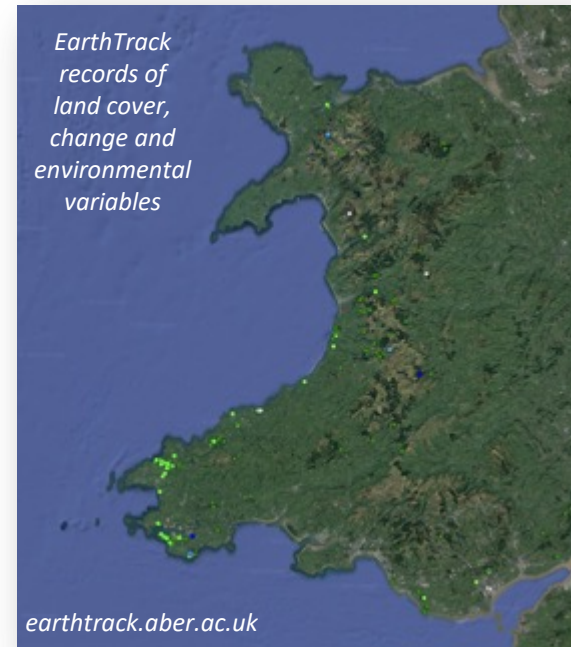 EarthTrack
records of
land cover,
change and
environmental
variables
earthtrack.aber.ac.uk